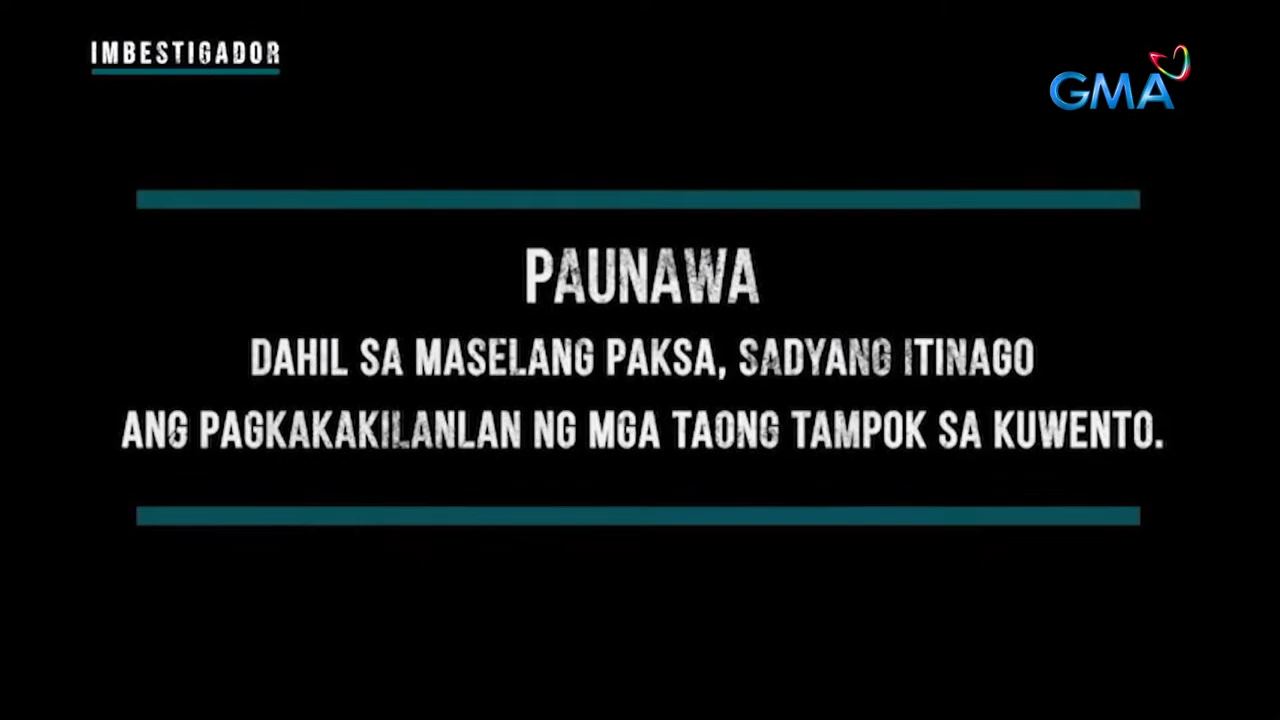 IMBESTIGADOR
GMA
PAUNAWA
DAHIL SA MASELANG PAKSA, SADYANG ITINAGO
ANG PAGKAKAKILANLAN NG MGA TAONG TAMPOK SA KUWENTO.